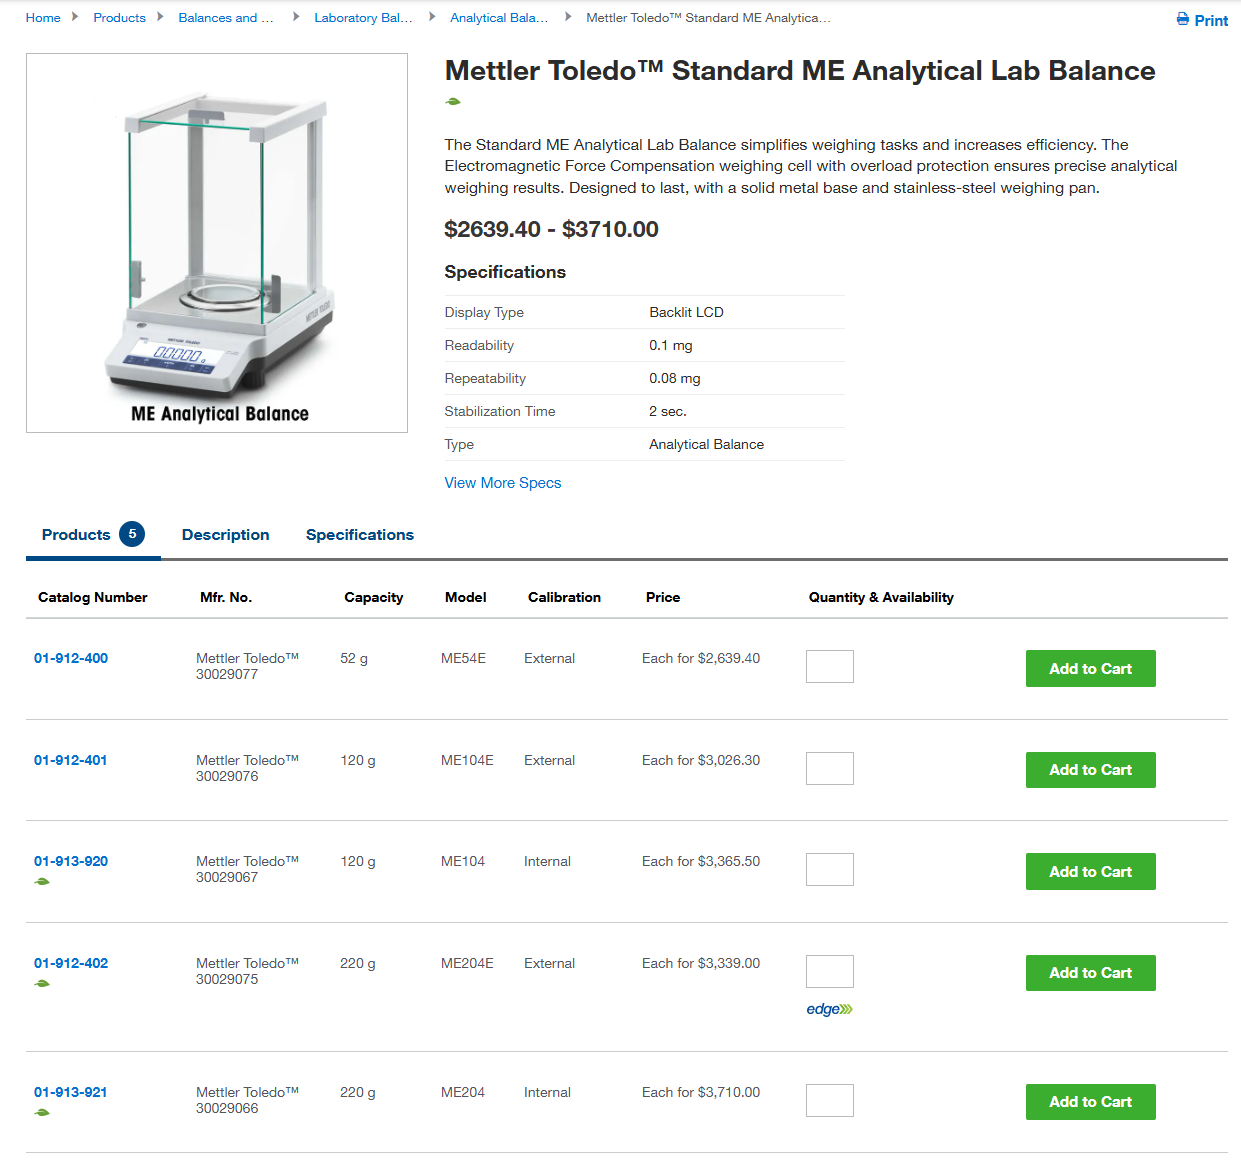 Home Products Balances and ... Laboratory Bal... Analytical Bala... Mettler Toledo™ Standard ME Analytica...
Print
Mettler Toledo™ Standard ME Analytical Lab Balance
The Standard ME Analytical Lab Balance simplifies weighing tasks and increases efficiency. The
Electromagnetic Force Compensation weighing cell with overload protection ensures precise analytical
weighing results. Designed to last, with a solid metal base and stainless-steel weighing pan.
$2639.40 - $3710.00
Specifications
Display Type Backlit LCD
Readability 0.1 mg
Repeatability 0.08 mg
Stabilization Time 2 sec.
Type Analytical Balance
View More Specs
METTLER TOLEDO
METTLER TOLEDO
0.0000 g
ME Analytical Balance
Products 5 Description Specifications
Catalog Number Mfr. No. Capacity Model Calibration Price Quantity & Availability
01-912-400 Mettler Toledo™ 52 g ME54E External Each for $2,639.40 Add to Cart
30029077
01-912-401 Mettler Toledo™ 120 g ME104E External Each for $3,026.30 Add to Cart
30029076
01-913-920 Mettler Toledo™ 120 g ME104 Internal Each for $3,365.50 Add to Cart
30029067
01-912-402 Mettler Toledo™ 220 g ME204E External Each for $3,339.00 Add to Cart
30029075
edge
01-913-921 Mettler Toledo™ 220 g ME204 Internal Each for $3,710.00 Add to Cart
30029066